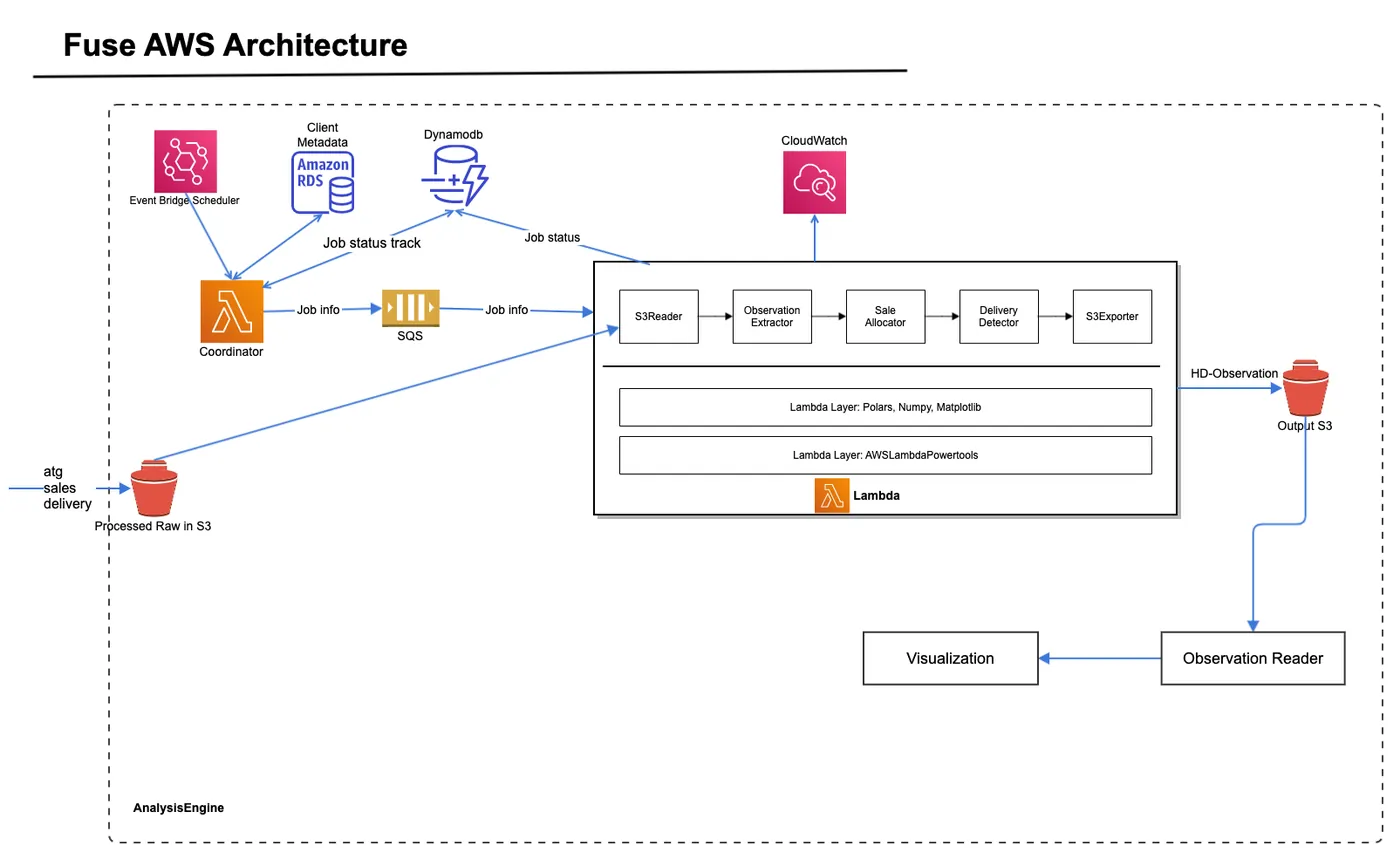 Fuse AWS Architecture
Client
Metadata
Amazon
RDS
Dynamodb
CloudWatch
Event Bridge Scheduler
Job status track
Job status
Coordinator
Job info
SQS
Job info
S3Reader
Observation
Extractor
Sale
Allocator
Delivery
Detector
S3Exporter
Lambda Layer: Polars, Numpy, Matplotlib
Lambda Layer: AWSLambdaPowertools
Lambda
HD-Observation
Output S3
atg
sales
delivery
Processed Raw in S3
Visualization
Observation Reader
AnalysisEngine